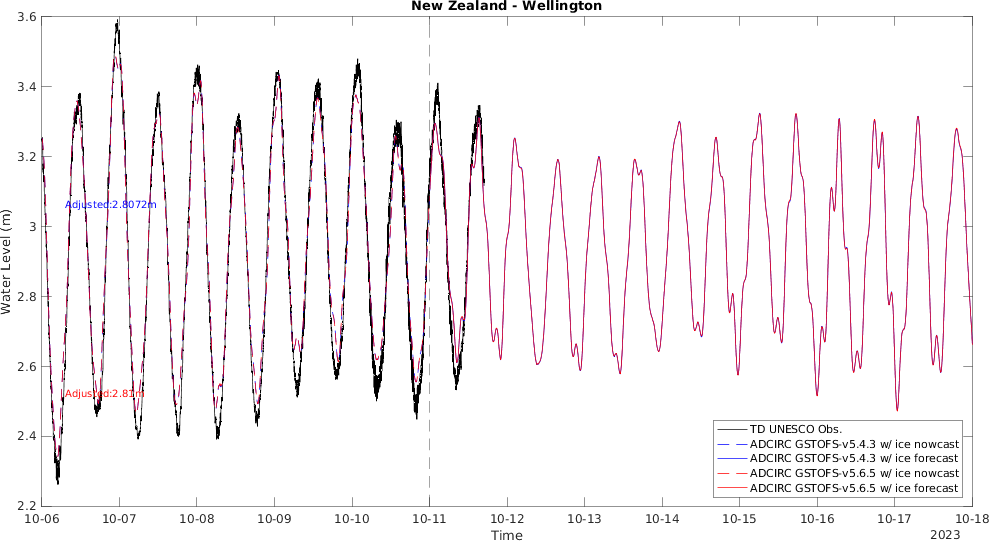 New Zealand - Wellington
3.6
3.4
3.2
3
2.8
2.6
2.4
2.2
Water Level (m)
Adjusted:2.8072m
Adjusted:2.81m
TD UNESCO Obs.
ADCIRC GSTOFS-v5.4.3 w/ ice nowcast
ADCIRC GSTOFS-v5.4.3 w/ ice forecast
ADCIRC GSTOFS-v5.6.5 w/ ice nowcast
ADCIRC GSTOFS-v5.6.5 w/ ice forecast
10-06 10-07 10-08 10-09 10-10 10-11 10-12 10-13 10-14 10-15 10-16 10-17 10-18
Time
2023